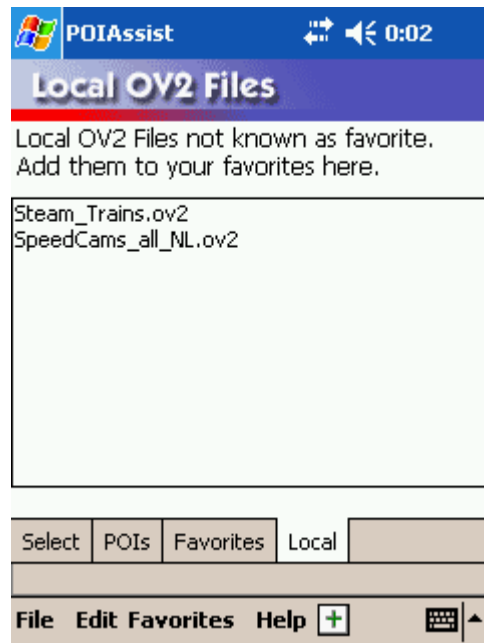 POIAssist 0:02
Local OV2 Files
Local OV2 Files not known as favorite.
Add them to your favorites here.
Steam_Trains.ov2
SpeedCams_all_NL.ov2
Select POIs Favorites Local
File Edit Favorites Help